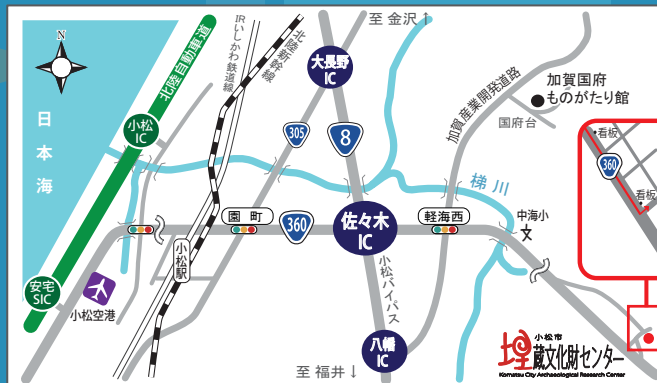 N
至 金沢↑
北陸自動車道
IRいしかわ鉄道線
北陸新幹線
大長野
IC
加賀国府
ものがたり館
加賀産業開発道路
国府台
日本海
小松
IC
305
8
看板
360
看板
梯川
園町
360
佐々木
IC
軽海西
中海小
文
小松駅
安宅
SIC
小松空港
小松バイパス
八幡
IC
至 福井↓
小松市
埋蔵文化財センター
Komatsu City Archaeological Research Center